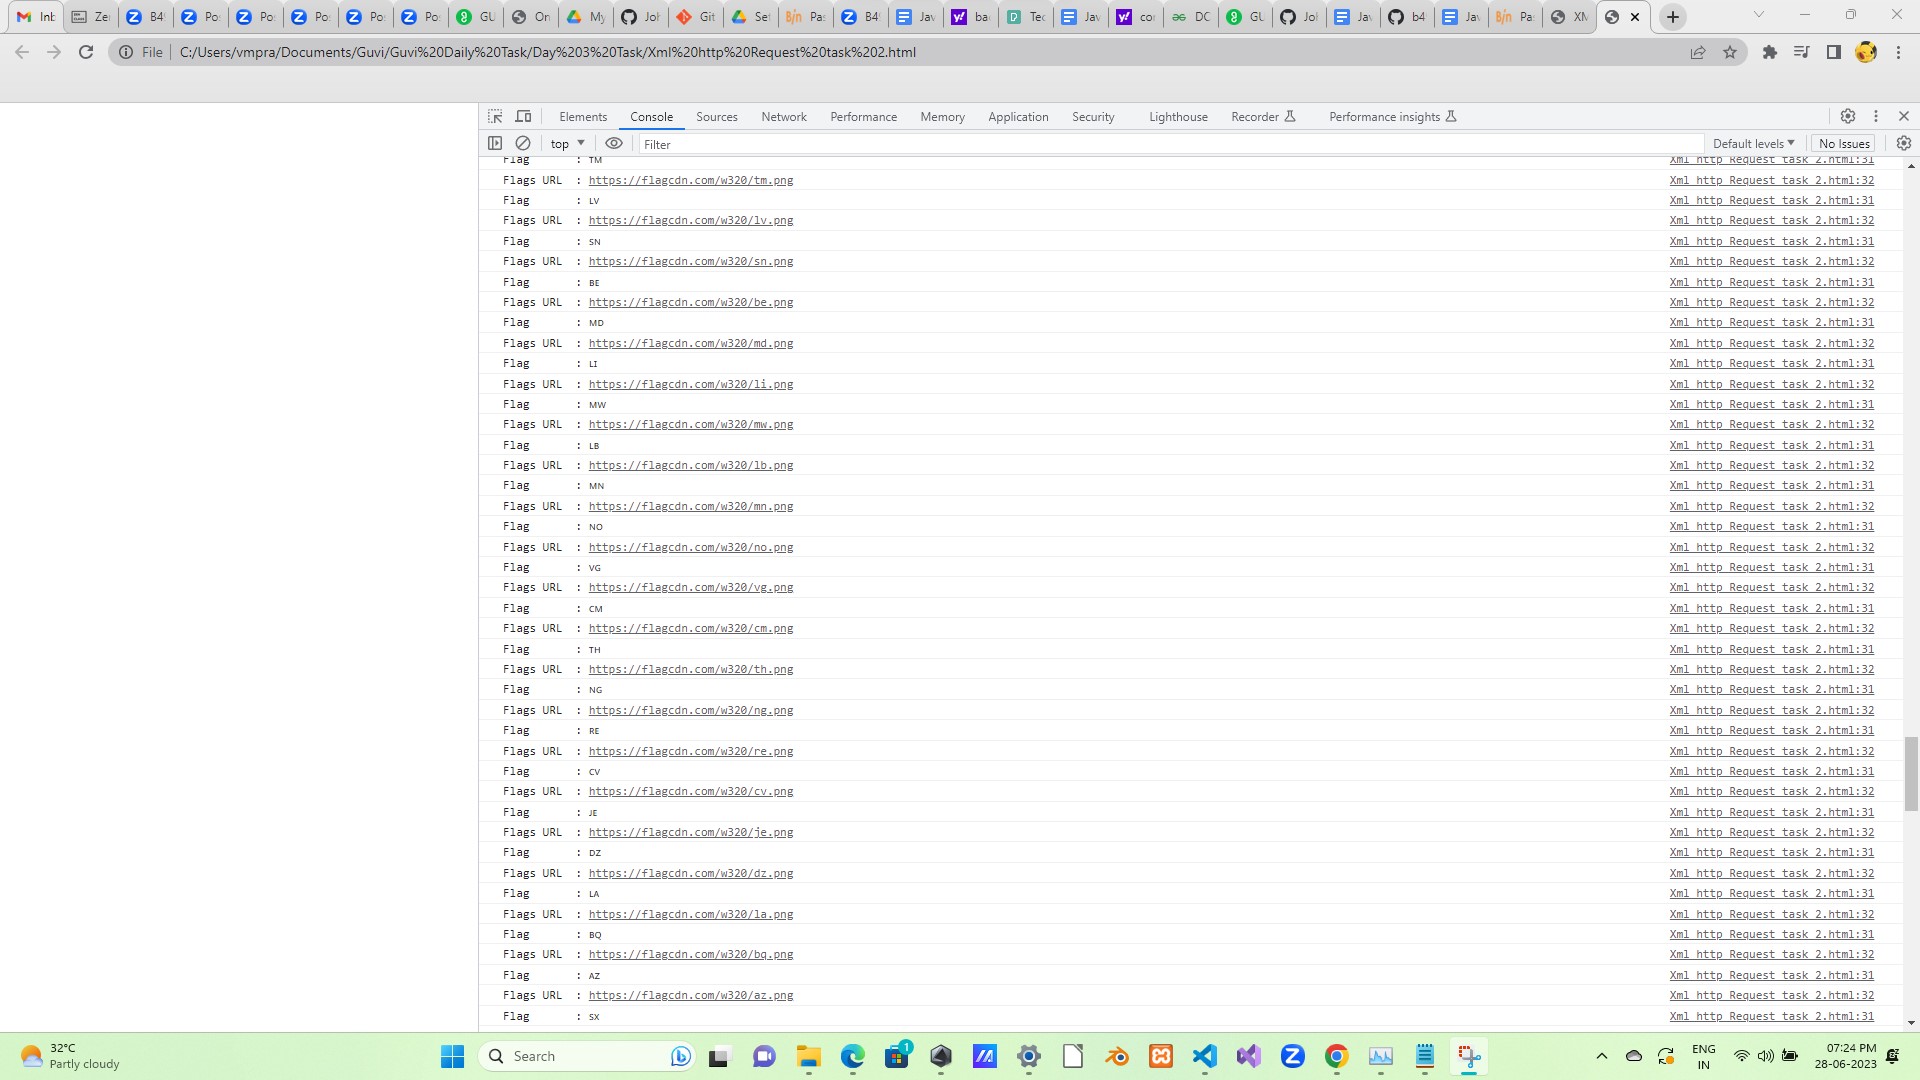 Inb
Zer
B4
Po
Po
Po
Po
Po
GU
On
My
Joh
Git
Se
Pa
B4
Jav
ba
Tec
Jav
co
DC
GU
Joh
Jav
b4
Jav
Pa
XM
File
C:/Users/vmpra/Documents/Guvi/Guvi%20Daily%20Task/Day%203%20Task/Xml%20http%20Request%20task%202.html
Elements Console Sources Network Performance Memory Application Security Lighthouse Recorder Performance insights
top Filter Default levels No Issues
Flag : TM Xml http Request task 2.html:31
Flags URL : https://flagcdn.com/w320/tm.png Xml http Request task 2.html:32
Flag : LV Xml http Request task 2.html:31
Flags URL : https://flagcdn.com/w320/lv.png Xml http Request task 2.html:32
Flag : SN Xml http Request task 2.html:31
Flags URL : https://flagcdn.com/w320/sn.png Xml http Request task 2.html:32
Flag : BE Xml http Request task 2.html:31
Flags URL : https://flagcdn.com/w320/be.png Xml http Request task 2.html:32
Flag : MD Xml http Request task 2.html:31
Flags URL : https://flagcdn.com/w320/md.png Xml http Request task 2.html:32
Flag : LI Xml http Request task 2.html:31
Flags URL : https://flagcdn.com/w320/li.png Xml http Request task 2.html:32
Flag : MW Xml http Request task 2.html:31
Flags URL : https://flagcdn.com/w320/mw.png Xml http Request task 2.html:32
Flag : LB Xml http Request task 2.html:31
Flags URL : https://flagcdn.com/w320/lb.png Xml http Request task 2.html:32
Flag : MN Xml http Request task 2.html:31
Flags URL : https://flagcdn.com/w320/mn.png Xml http Request task 2.html:32
Flag : NO Xml http Request task 2.html:31
Flags URL : https://flagcdn.com/w320/no.png Xml http Request task 2.html:32
Flag : VG Xml http Request task 2.html:31
Flags URL : https://flagcdn.com/w320/vg.png Xml http Request task 2.html:32
Flag : CM Xml http Request task 2.html:31
Flags URL : https://flagcdn.com/w320/cm.png Xml http Request task 2.html:32
Flag : TH Xml http Request task 2.html:31
Flags URL : https://flagcdn.com/w320/th.png Xml http Request task 2.html:32
Flag : NG Xml http Request task 2.html:31
Flags URL : https://flagcdn.com/w320/ng.png Xml http Request task 2.html:32
Flag : RE Xml http Request task 2.html:31
Flags URL : https://flagcdn.com/w320/re.png Xml http Request task 2.html:32
Flag : CV Xml http Request task 2.html:31
Flags URL : https://flagcdn.com/w320/cv.png Xml http Request task 2.html:32
Flag : JE Xml http Request task 2.html:31
Flags URL : https://flagcdn.com/w320/je.png Xml http Request task 2.html:32
Flag : DZ Xml http Request task 2.html:31
Flags URL : https://flagcdn.com/w320/dz.png Xml http Request task 2.html:32
Flag : LA Xml http Request task 2.html:31
Flags URL : https://flagcdn.com/w320/la.png Xml http Request task 2.html:32
Flag : BQ Xml http Request task 2.html:31
Flags URL : https://flagcdn.com/w320/bq.png Xml http Request task 2.html:32
Flag : AZ Xml http Request task 2.html:31
Flags URL : https://flagcdn.com/w320/az.png Xml http Request task 2.html:32
Flag : SX Xml http Request task 2.html:31
32°C
Partly cloudy
Search
1
ENG
IN
07:24 PM
28-06-2023